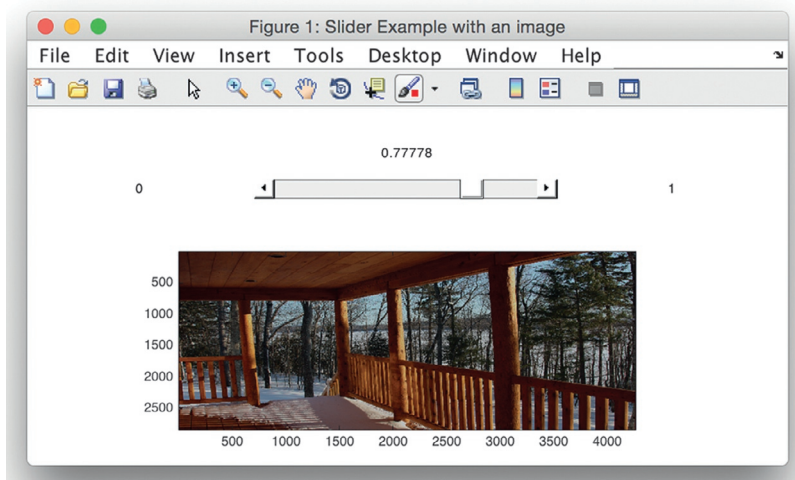 Figure 1: Slider Example with an image
File Edit View Insert Tools Desktop Window Help
0.77778
0 1
500
1000
1500
2000
2500
500 1000 1500 2000 2500 3000 3500 4000